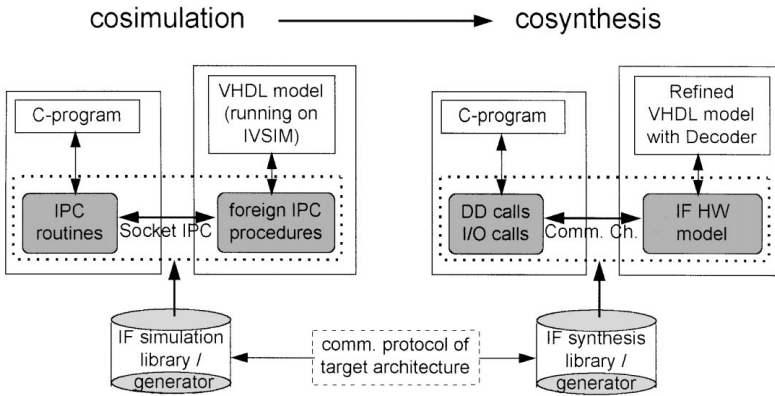 cosimulation
cosynthesis
C-program
VHDL model
(running on
IVSIM)
IPC
routines
Socket IPC
foreign IPC
procedures
C-program
Refined
VHDL model
with Decoder
DD calls
I/O calls
Comm. Ch.
IF HW
model
IF simulation
library /
generator
comm. protocol of
target architecture
IF synthesis
library /
generator